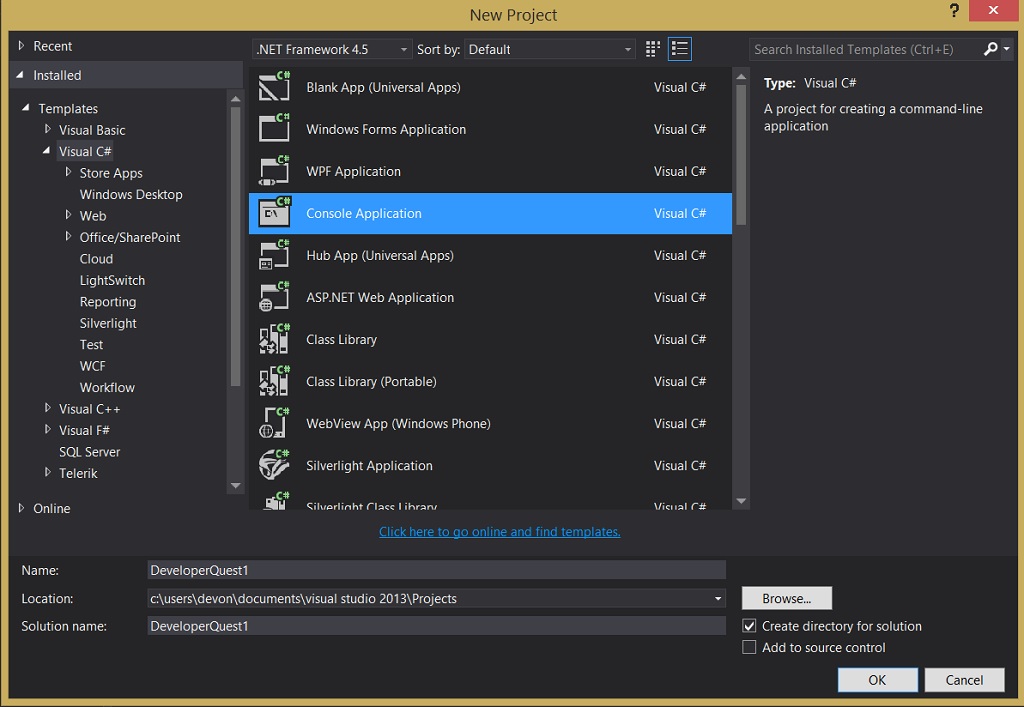 New Project
?
Recent
.NET Framework 4.5
Sort by:
Default
Search Installed Templates (Ctrl+E)
Installed
Templates
Visual Basic
Visual C#
Store Apps
Windows Desktop
Web
Office/SharePoint
Cloud
LightSwitch
Reporting
Silverlight
Test
WCF
Workflow
Visual C++
Visual F#
SQL Server
Telerik
Online
C# Blank App (Universal Apps) Visual C#
C# Windows Forms Application Visual C#
C# WPF Application Visual C#
C# Console Application Visual C#
C# Hub App (Universal Apps) Visual C#
C# ASP.NET Web Application Visual C#
C# Class Library Visual C#
C# Class Library (Portable) Visual C#
C# WebView App (Windows Phone) Visual C#
C# Silverlight Application Visual C#
C# Silverlight Class Library Visual C#
Type: Visual C#
A project for creating a command-line
application
Click here to go online and find templates.
Name: DeveloperQuest1
Location: c:\users\devon\documents\visual studio 2013\Projects
Browse...
Solution name: DeveloperQuest1
Create directory for solution
Add to source control
OK
Cancel